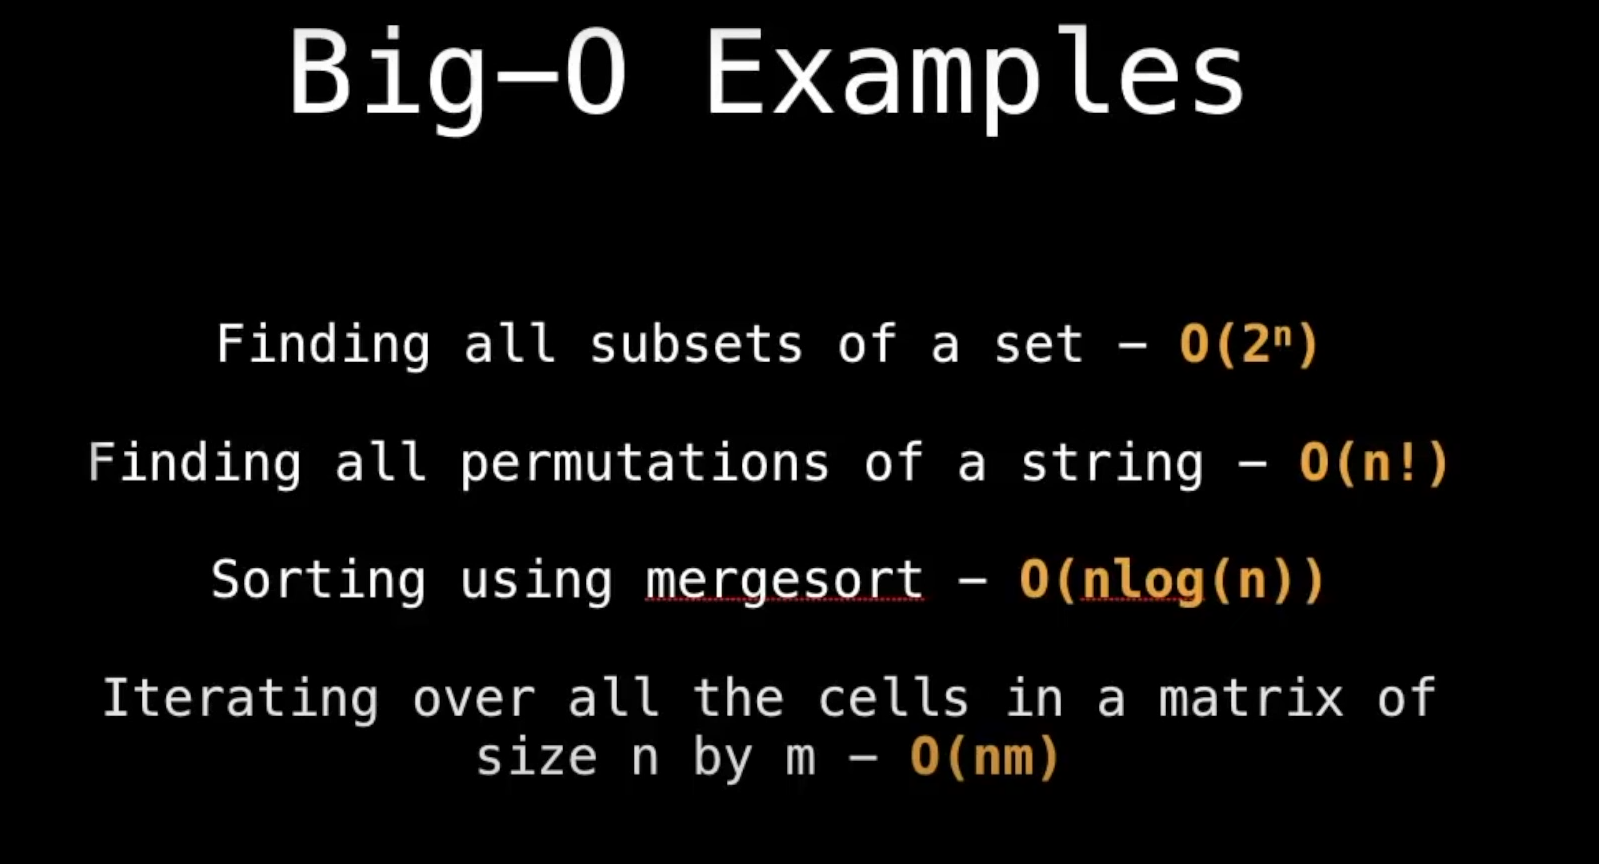 Big-O Examples
Finding all subsets of a set - O(2ⁿ)
Finding all permutations of a string - O(n!)
Sorting using mergesort - O(nlog(n))
Iterating over all the cells in a matrix of
size n by m - O(nm)